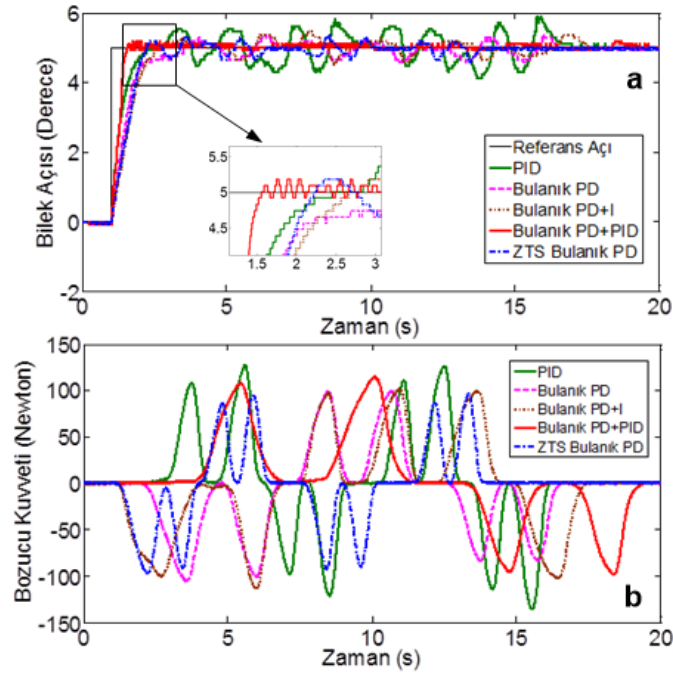 6
4
2
0
-2
Bilek Açısı (Derece)
a
5.5
5
4.5
1.5
2
2.5
3
Referans Açı
PID
Bulanık PD
Bulanık PD+I
Bulanık PD+PID
ZTS Bulanık PD
0
5
10
15
20
Zaman (s)
150
100
50
0
-50
-100
-150
Bozucu Kuvveti (Newton)
PID
Bulanık PD
Bulanık PD+I
Bulanık PD+PID
ZTS Bulanık PD
b
0
5
10
15
20
Zaman (s)